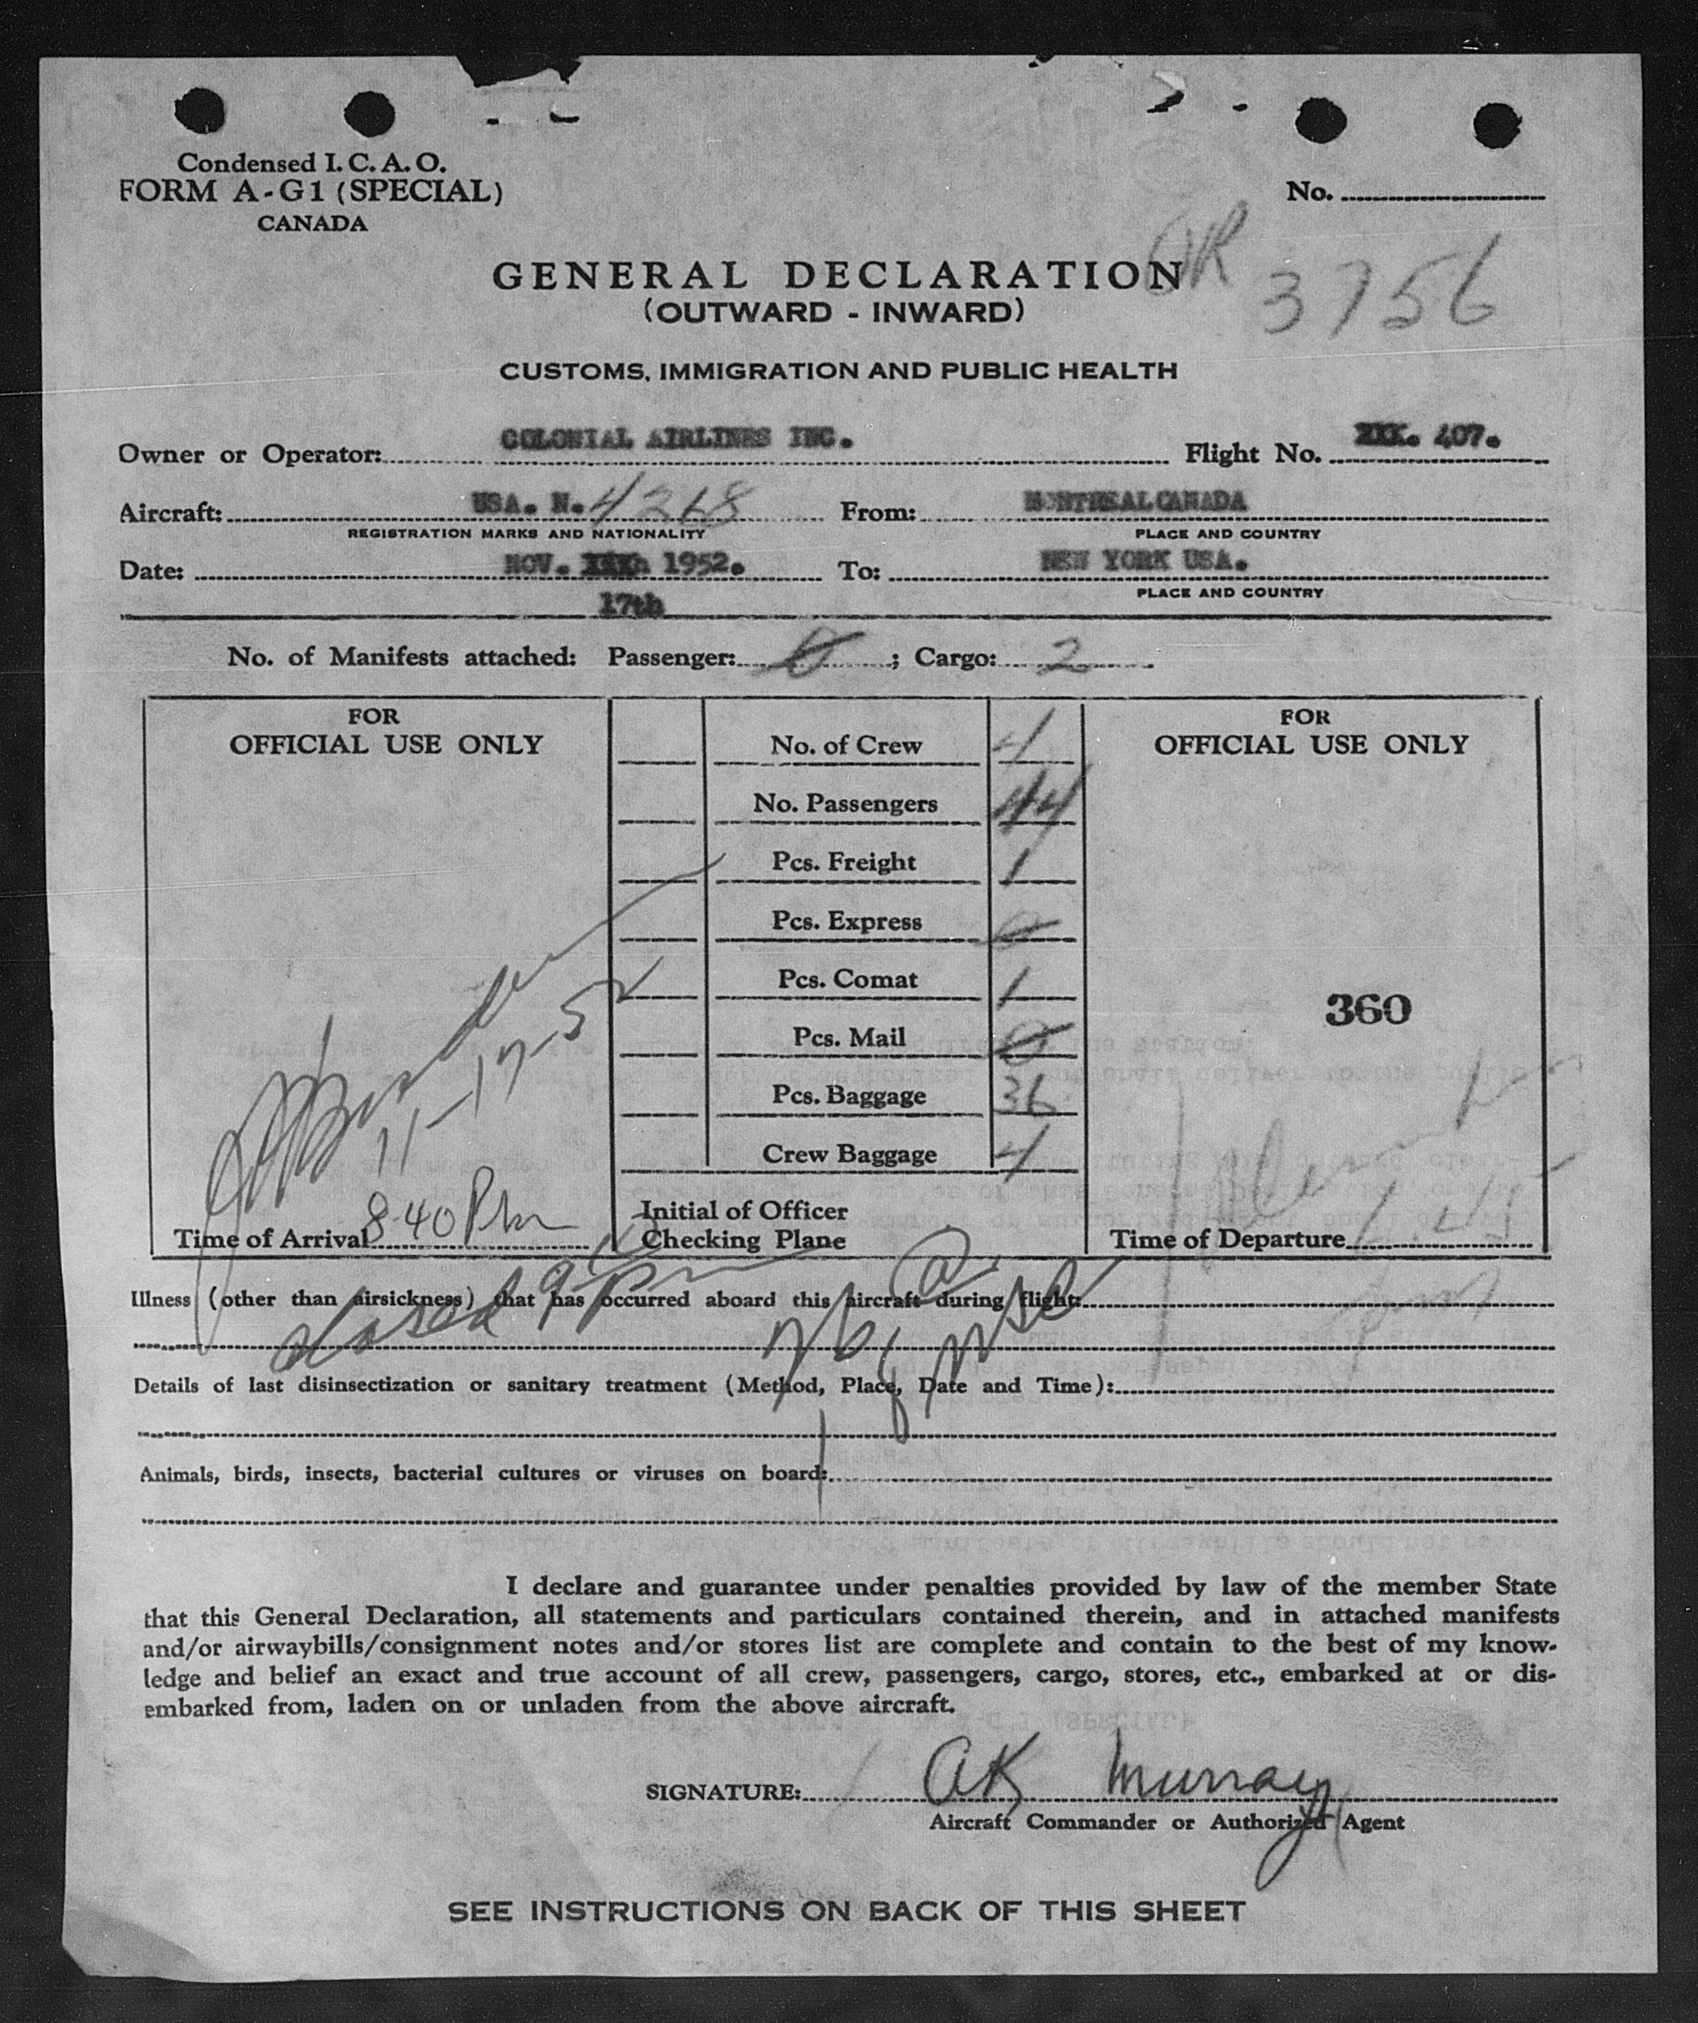 Condensed I. C. A. O.
FORM A-G1 (SPECIAL)
CANADA
No.
3756
GENERAL DECLARATION
(OUTWARD - INWARD)
CUSTOMS, IMMIGRATION AND PUBLIC HEALTH
Owner or Operator: COLONIAL AIRLINES INC. Flight No. XXX. 407.
Aircraft: USA. N. 4268 From: MONTREAL CANADA
REGISTRATION MARKS AND NATIONALITY PLACE AND COUNTRY
Date: NOV. 1952. To: NEW YORK USA.
17th PLACE AND COUNTRY
No. of Manifests attached: Passenger: 0 ; Cargo: 2
FOR
OFFICIAL USE ONLY
No. of Crew 4
No. Passengers 44
Pcs. Freight 1
Pcs. Express 0
Pcs. Comat 1
Pcs. Mail 0
Pcs. Baggage 36
Crew Baggage 4
FOR
OFFICIAL USE ONLY
360
11-17-52
Time of Arrival 8 40 Pm
Initial of Officer
Checking Plane
Time of Departure
closed
Illness (other than airsickness) that has occurred aboard this aircraft during flight:
Details of last disinsectization or sanitary treatment (Method, Place, Date and Time):
Animals, birds, insects, bacterial cultures or viruses on board:
I declare and guarantee under penalties provided by law of the member State
that this General Declaration, all statements and particulars contained therein, and in attached manifests
and/or airwaybills/consignment notes and/or stores list are complete and contain to the best of my know-
ledge and belief an exact and true account of all crew, passengers, cargo, stores, etc., embarked at or dis-
embarked from, laden on or unladen from the above aircraft.
SIGNATURE: AK Murray
Aircraft Commander or Authorized Agent
SEE INSTRUCTIONS ON BACK OF THIS SHEET